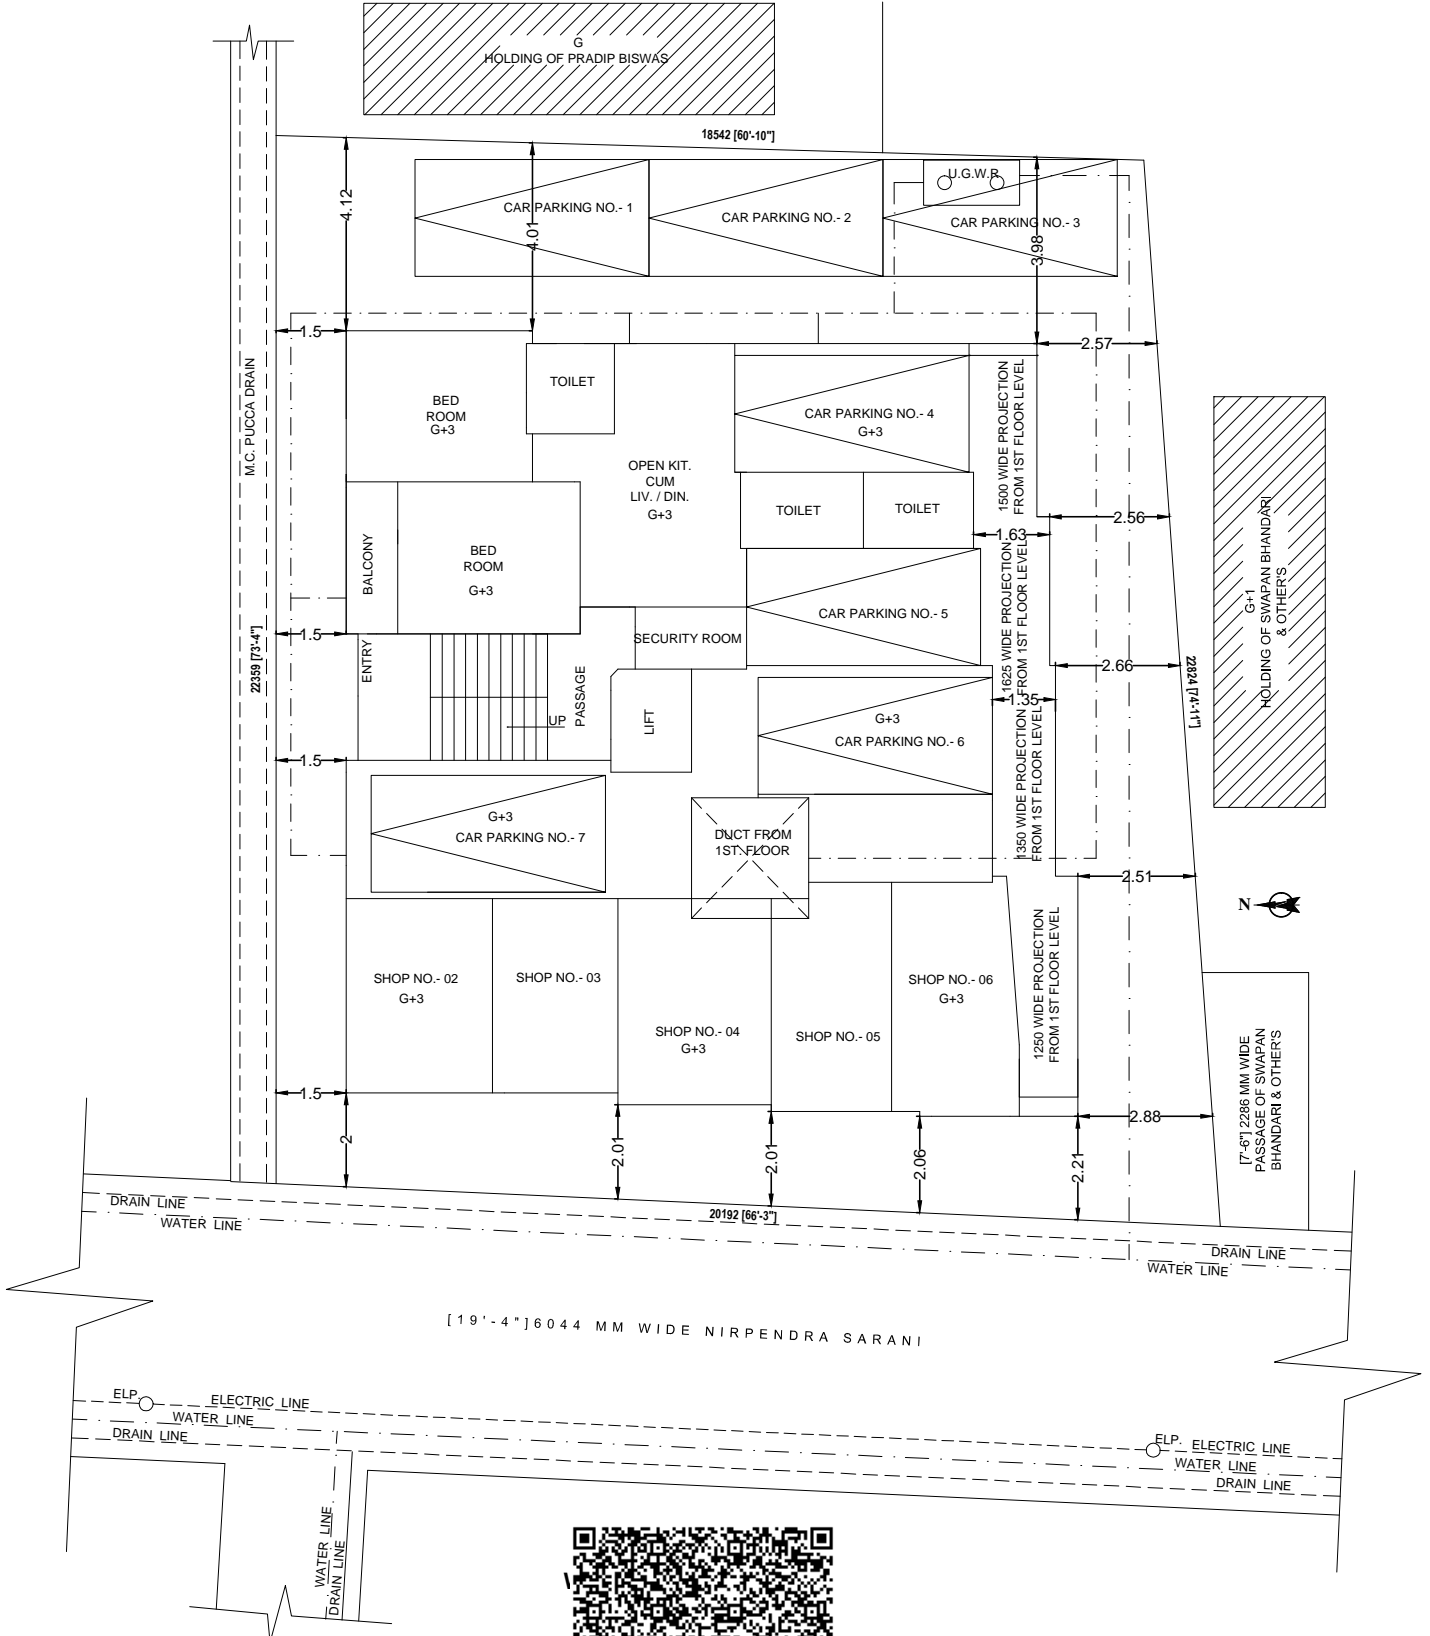 G
HOLDING OF PRADIP BISWAS
18542 [60'-10"]
4.12
4.01
3.98
U.G.W.R
CAR PARKING NO.- 1
CAR PARKING NO.- 2
CAR PARKING NO.- 3
1.5
2.57
M.C. PUCCA DRAIN
BED
ROOM
G+3
TOILET
CAR PARKING NO.- 4
G+3
1500 WIDE PROJECTION
FROM 1ST FLOOR LEVEL
OPEN KIT.
CUM
LIV. / DIN.
G+3
TOILET
TOILET
2.56
1.63
BALCONY
BED
ROOM
G+3
CAR PARKING NO.- 5
1625 WIDE PROJECTION
FROM 1ST FLOOR LEVEL
G+1
HOLDING OF SWAPAN BHANDARI
& OTHER'S
22359 [73'-4"]
1.5
ENTRY
SECURITY ROOM
2.66
22824 [74'-11"]
1.35
PASSAGE
UP
LIFT
G+3
CAR PARKING NO.- 6
1350 WIDE PROJECTION
FROM 1ST FLOOR LEVEL
1.5
G+3
CAR PARKING NO.- 7
DUCT FROM
1ST. FLOOR
2.51
N
SHOP NO.- 02
G+3
SHOP NO.- 03
SHOP NO.- 04
G+3
SHOP NO.- 05
SHOP NO.- 06
G+3
1250 WIDE PROJECTION
FROM 1ST FLOOR LEVEL
[7'-6"] 2286 MM WIDE
PASSAGE OF SWAPAN
BHANDARI & OTHER'S
1.5
2.88
2
2.01
2.01
2.06
2.21
20192 [66'-3"]
DRAIN LINE
WATER LINE
DRAIN LINE
WATER LINE
[19'-4"]6044 MM WIDE NIRPENDRA SARANI
ELP.
ELECTRIC LINE
WATER LINE
DRAIN LINE
ELP.
ELECTRIC LINE
WATER LINE
DRAIN LINE
WATER LINE
DRAIN LINE